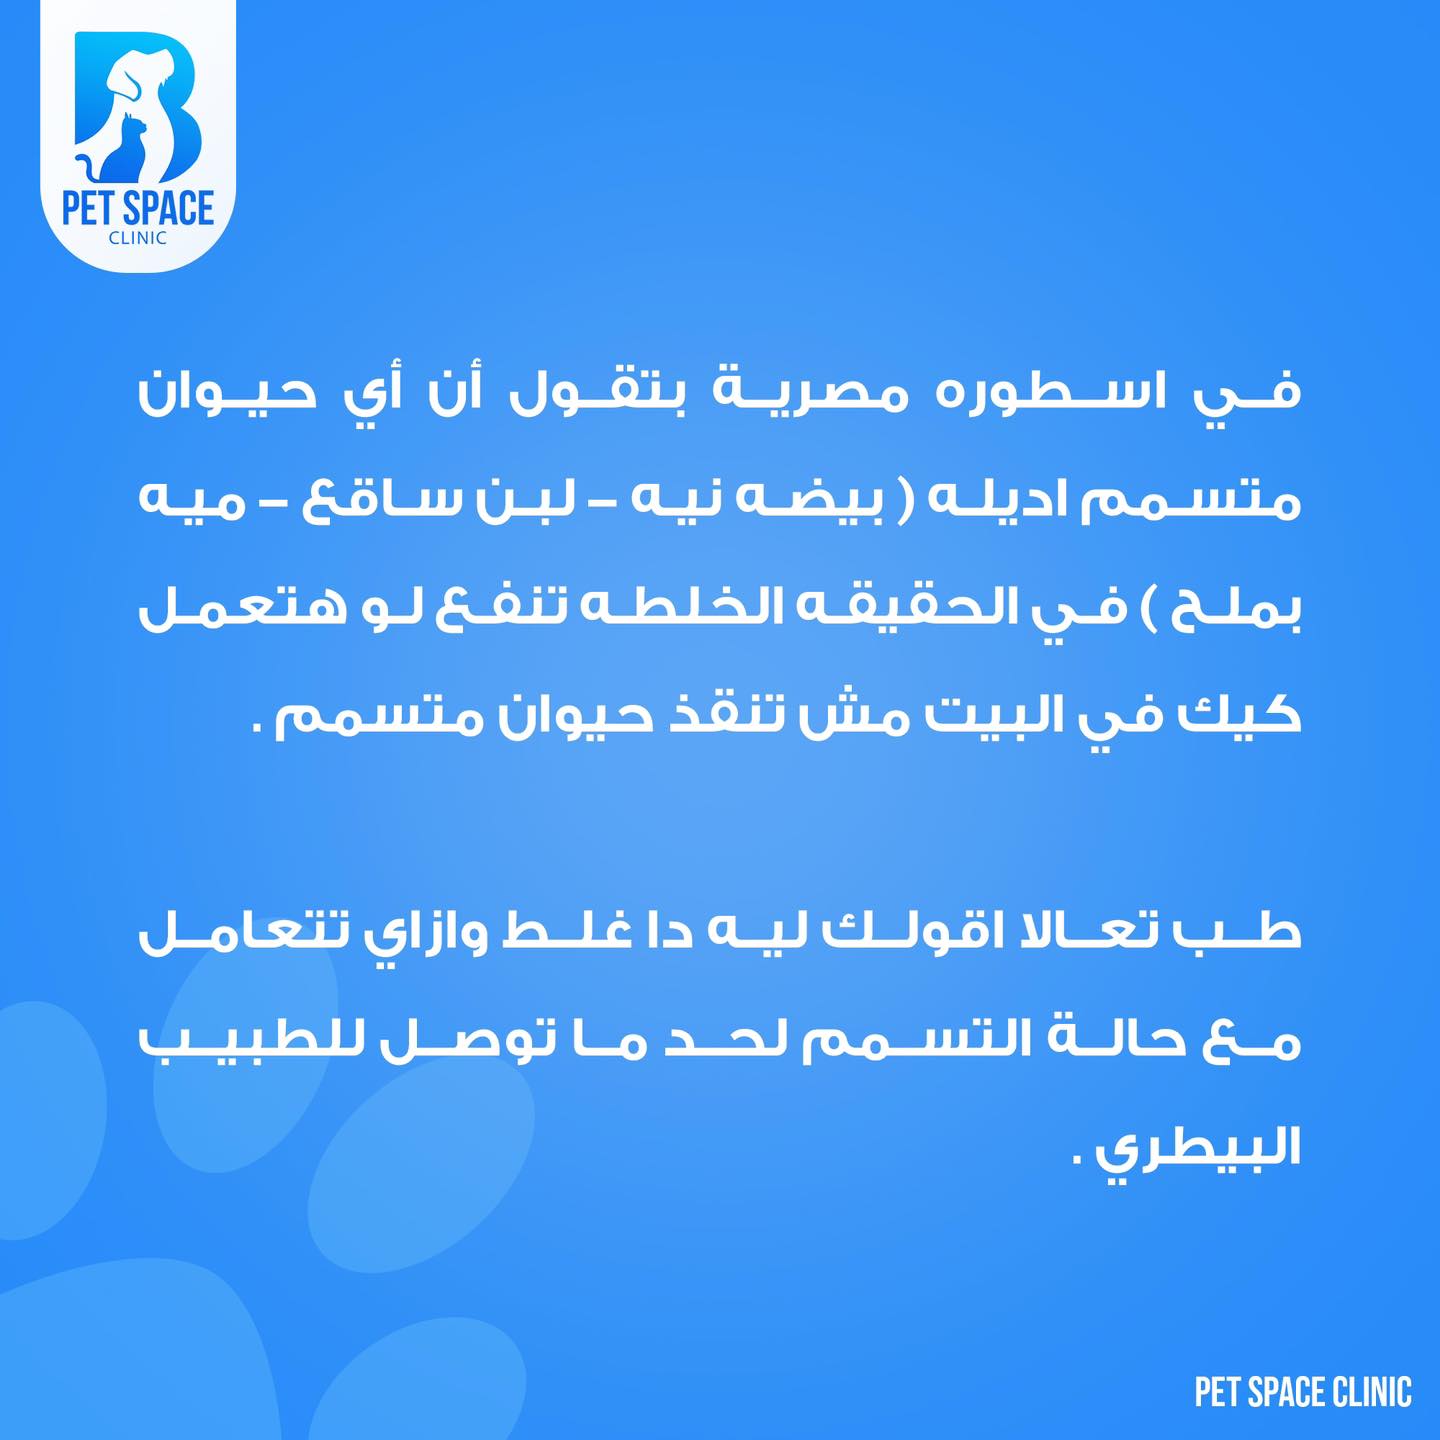 PET SPACE
CLINIC
في اسطوره مصرية بتقول أن أي حيوان
متسمم اديله ( بيضه نيه – لبن ساقع – ميه
بملح ) في الحقيقه الخلطه تنفع لو هتعمل
كيك في البيت مش تنقذ حيوان متسمم .
طب تعالا اقولك ليه دا غلط وازاي تتعامل
مع حالة التسمم لحد ما توصل للطبيب
البيطري .
PET SPACE CLINIC